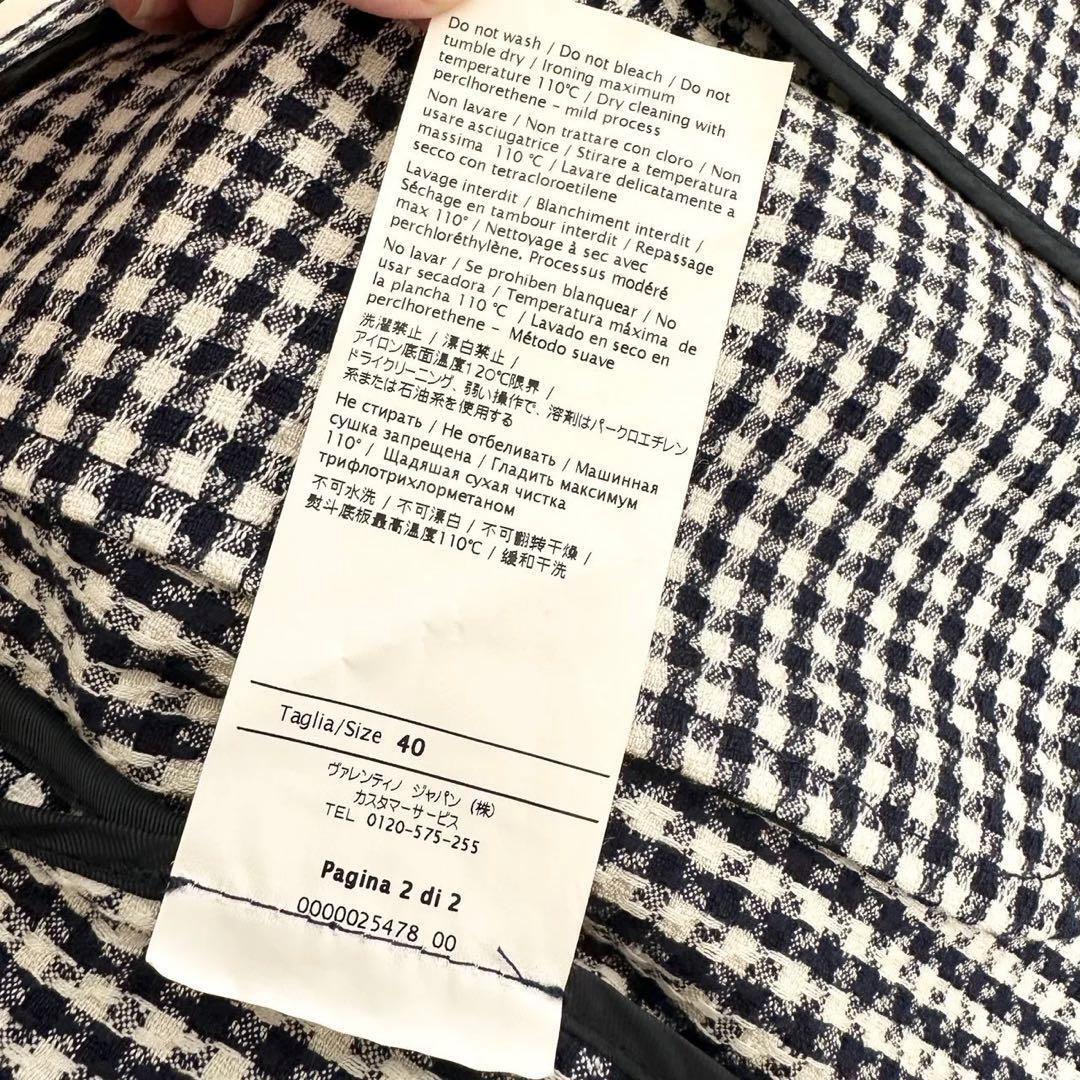 Do not wash / Do not bleach / Do not
tumble dry / Ironing maximum
temperature 110℃ / Dry cleaning with
perclhorethene - mild process
Non lavare / Non trattare con cloro / Non
usare asciugatrice / Stirare a temperatura
massima 110 ℃ / Lavare delicatamente a
secco con tetracloroetilene
Lavage interdit / Blanchiment interdit /
Séchage en tambour interdit / Repassage
max 110° / Nettoyage à sec avec
perchloréthylène. Processus modéré
No lavar / Se prohiben blanquear / No
usar secadora / Temperatura máxima de
la plancha 110 ℃ / Lavado en seco en
perclhorethene - Método suave
洗濯禁止 / 漂白禁止 /
アイロン底面温度120℃限界 /
ドライクリーニング、弱い操作で、溶剤はパークロエチレン
系または石油系を使用する
Не стирать / Не отбеливать / Машинная
сушка запрещена / Гладить максимум
110° / Щадяшая сухая чистка
трифлотрихлорметаном
不可水洗 / 不可漂白 / 不可翻转干燥 /
熨斗底板最高温度110℃ / 缓和干洗
Taglia/Size 40
ヴァレンティノ ジャパン (株)
カスタマーサービス
TEL 0120-575-255
Pagina 2 di 2
0000025478 00